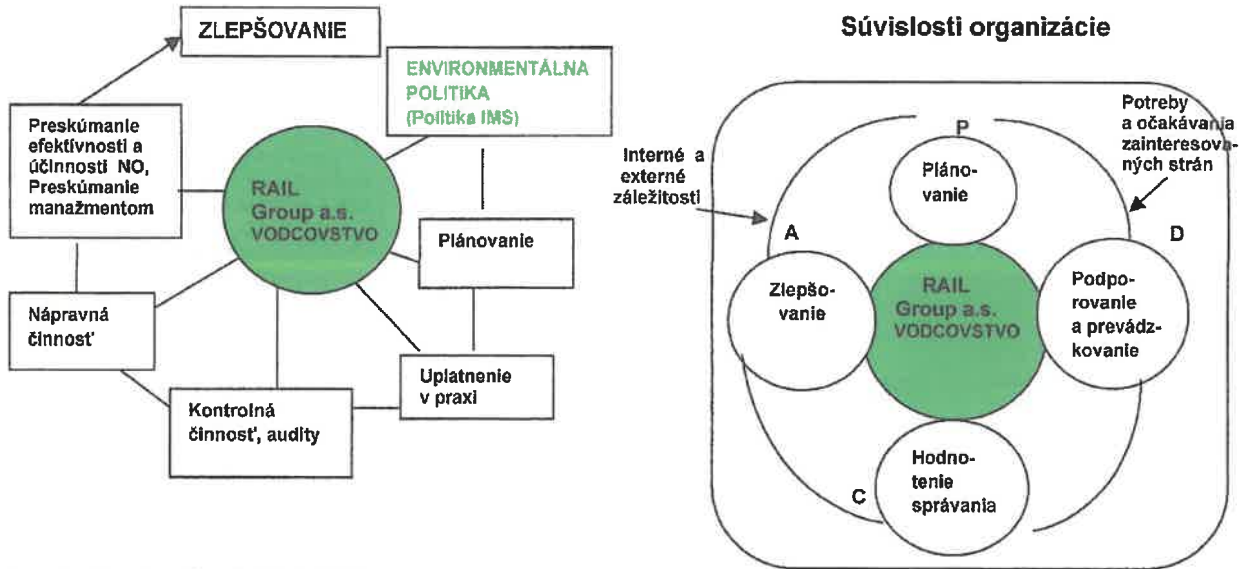 ZLEPŠOVANIE
ENVIRONMENTÁLNA
POLITIKA
(Politika IMS)
Preskúmanie
efektívnosti a
účinnosti NO,
Preskúmanie
manažmentom
RAIL
Group a.s.
VODCOVSTVO
Plánovanie
Nápravná
činnosť
Uplatnenie
v praxi
Kontrolná
činnosť, audity
Súvislosti organizácie
Interné a
externé
záležitosti
Potreby
a očakávania
zainteresova-
ných strán
P
Pláno-
vanie
A
D
Zlepšo-
vanie
RAIL
Group a.s.
VODCOVSTVO
Podpo-
rovanie
a prevádz-
kovanie
C
Hodno-
tenie
správania